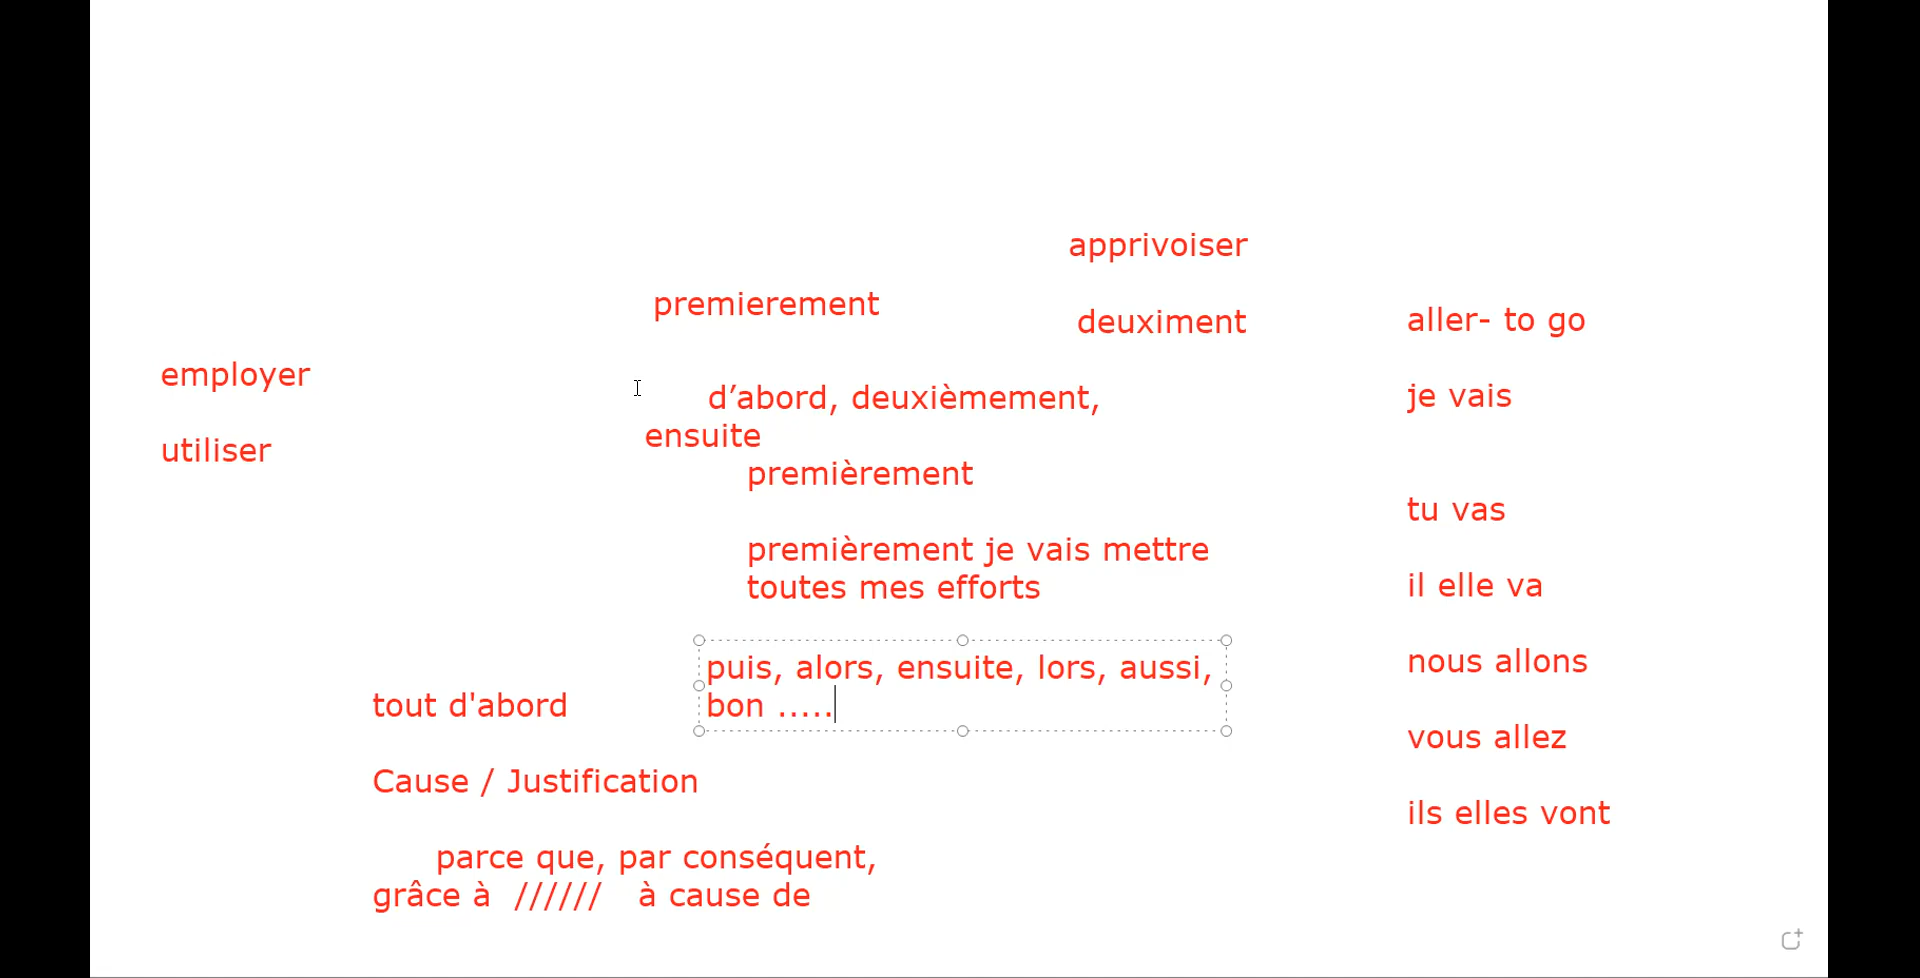 apprivoiser
premierement
deuximent
aller- to go
employer
d’abord, deuxièmement,
je vais
ensuite
utiliser
premièrement
tu vas
premièrement je vais mettre
toutes mes efforts
il elle va
puis, alors, ensuite, lors, aussi,
bon .....
nous allons
tout d'abord
vous allez
Cause / Justification
ils elles vont
parce que, par conséquent,
grâce à ////// à cause de